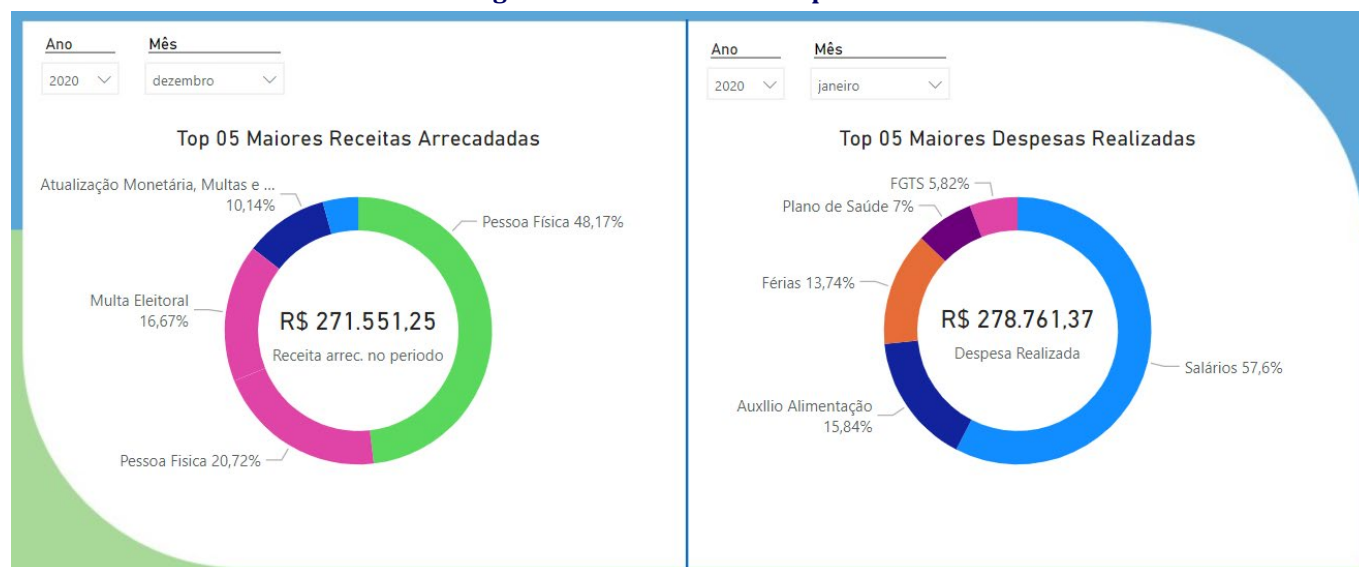 Ano Mês
2020 dezembro
Top 05 Maiores Receitas Arrecadadas
Atualização Monetária, Multas e ...
10,14%
Pessoa Física 48,17%
Multa Eleitoral
16,67%
R$ 271.551,25
Receita arrec. no periodo
Pessoa Fisica 20,72%
Ano Mês
2020 janeiro
Top 05 Maiores Despesas Realizadas
FGTS 5,82%
Plano de Saúde 7%
Férias 13,74%
R$ 278.761,37
Despesa Realizada
Salários 57,6%
Auxllio Alimentação
15,84%